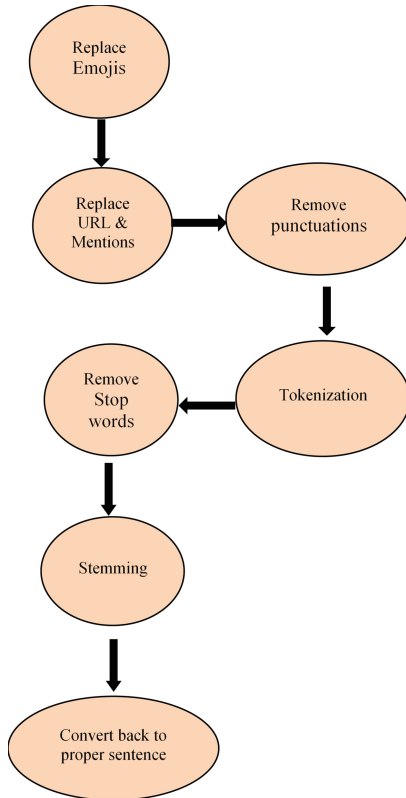 Replace
Emojis
Replace
URL &
Mentions
Remove
punctuations
Tokenization
Remove
Stop
words
Stemming
Convert back to
proper sentence